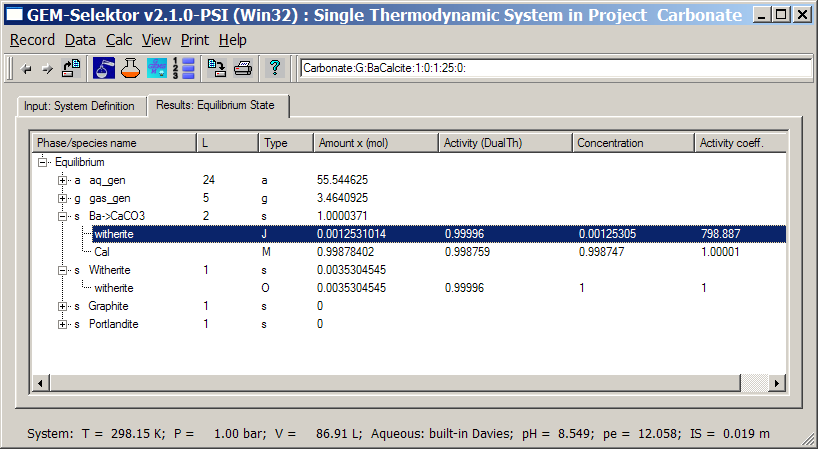 GEM-Selektor v2.1.0-PSI (Win32) : Single Thermodynamic System in Project Carbonate
Record Data Calc View Print Help
1 2 3 ? Carbonate:G:BaCalcite:1:0:1:25:0:
Input: System Definition Results: Equilibrium State
Phase/species name L Type Amount x (mol) Activity (DualTh) Concentration Activity coeff.
Equilibrium
a aq_gen 24 a 55.544625
g gas_gen 5 g 3.4640925
s Ba->CaCO3 2 s 1.0000371
witherite J 0.0012531014 0.99996 0.00125305 798.887
Cal M 0.99878402 0.998759 0.998747 1.00001
s Witherite 1 s 0.0035304545
witherite O 0.0035304545 0.99996 1 1
s Graphite 1 s 0
s Portlandite 1 s 0
System: T = 298.15 K; P = 1.00 bar; V = 86.91 L; Aqueous: built-in Davies; pH = 8.549; pe = 12.058; IS = 0.019 m